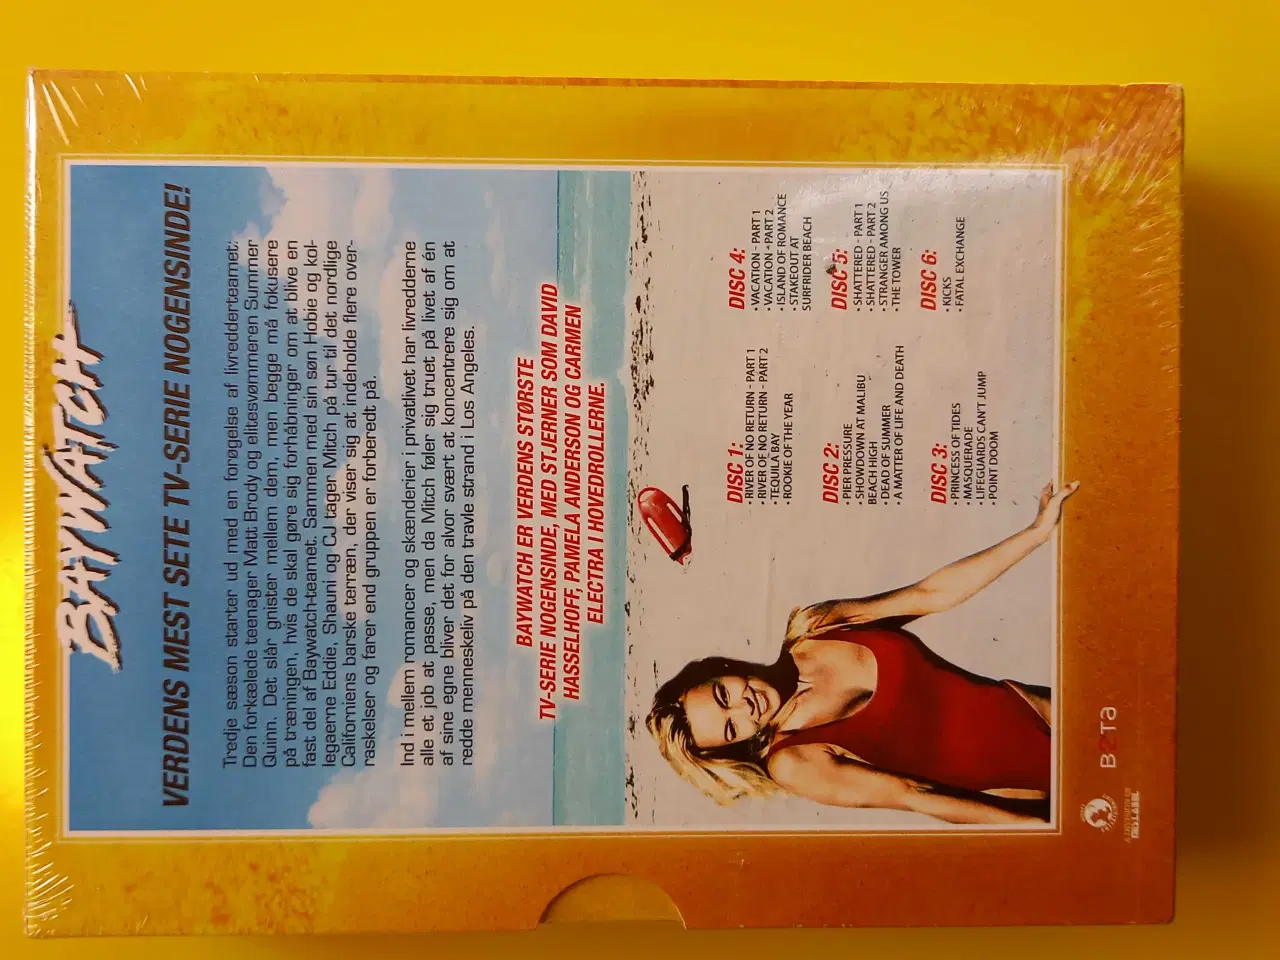 BAYWATCH
VERDENS MEST SETE TV-SERIE NOGENSINDE!
Tredje sæson starter ud med en forøgelse af livredderteamet:
Den forkælede teenager Matt Brody og elitesvømmeren Summer
Quinn. Det slår gnister mellem dem, men begge må fokusere
på træningen, hvis de skal gøre sig forhåbninger om at blive en
fast del af Baywatch-teamet. Sammen med sin søn Hobie og kol-
legaerne Eddie, Shauni og CJ tager Mitch på tur til det nordlige
Californiens barske terræn, der viser sig at indeholde flere over-
raskelser og farer end gruppen er forberedt på.
Ind i mellem romancer og skænderier i privatlivet har livredderne
alle et job at passe, men da Mitch føler sig truet på livet af én
af sine egne bliver det for alvor svært at koncentrere sig om at
redde menneskeliv på den travle strand i Los Angeles.
BAYWATCH ER VERDENS STØRSTE
TV-SERIE NOGENSINDE, MED STJERNER SOM DAVID
HASSELHOFF, PAMELA ANDERSON OG CARMEN
ELECTRA I HOVEDROLLERNE.
DISC 1:
• RIVER OF NO RETURN - PART 1
• RIVER OF NO RETURN - PART 2
• TEQUILA BAY
• ROOKIE OF THE YEAR
DISC 2:
• PIER PRESSURE
• SHOWDOWN AT MALIBU
BEACH HIGH
• DEAD OF SUMMER
• A MATTER OF LIFE AND DEATH
DISC 3:
• PRINCESS OF TIDES
• MASQUERADE
• LIFEGUARDS CAN'T JUMP
• POINT DOOM
DISC 4:
• VACATION - PART 1
• VACATION - PART 2
• ISLAND OF ROMANCE
• STAKEOUT AT
SURFRIDER BEACH
DISC 5:
• SHATTERED - PART 1
• SHATTERED - PART 2
• STRANGER AMONG US
• THE TOWER
DISC 6:
• KICKS
• FATAL EXCHANGE
B2Ta